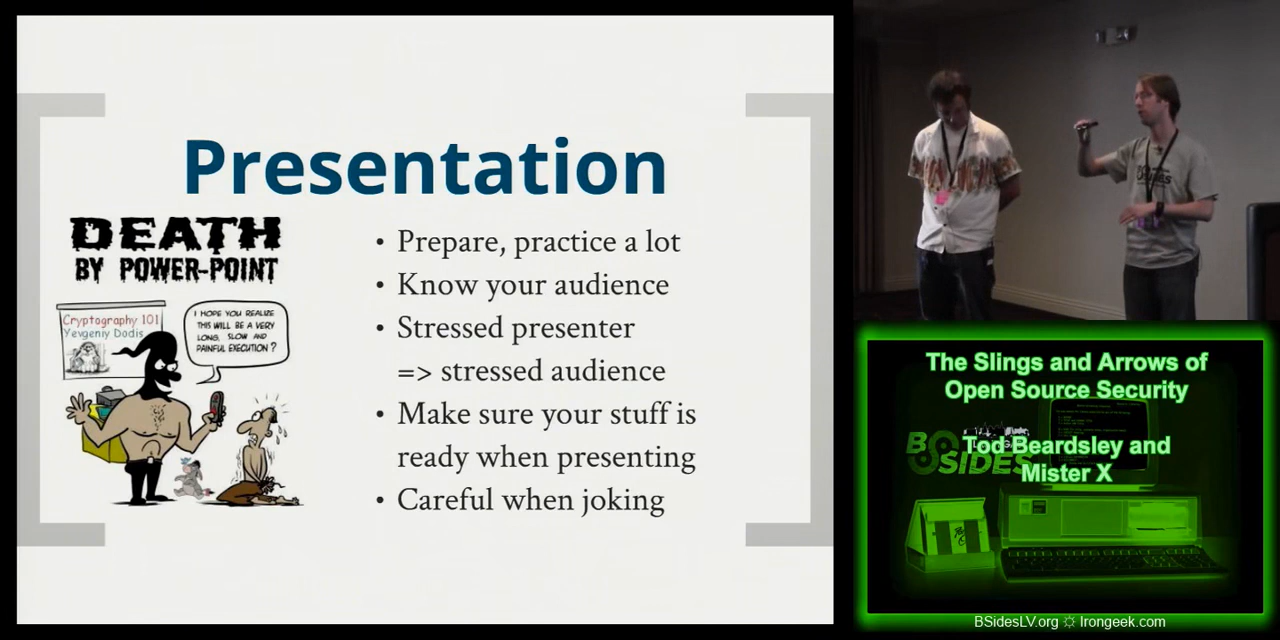 Presentation
DEATH
BY POWER-POINT
Cryptography 101
Yevgeniy Dodis
I HOPE YOU REALIZE
THIS WILL BE A VERY
LONG, SLOW AND
PAINFUL EXECUTION?
• Prepare, practice a lot
• Know your audience
• Stressed presenter
=> stressed audience
• Make sure your stuff is
ready when presenting
• Careful when joking
The Slings and Arrows of
Open Source Security
BSIDES
Tod Beardsley and
Mister X
BSidesLV.org ☼ Irongeek.com